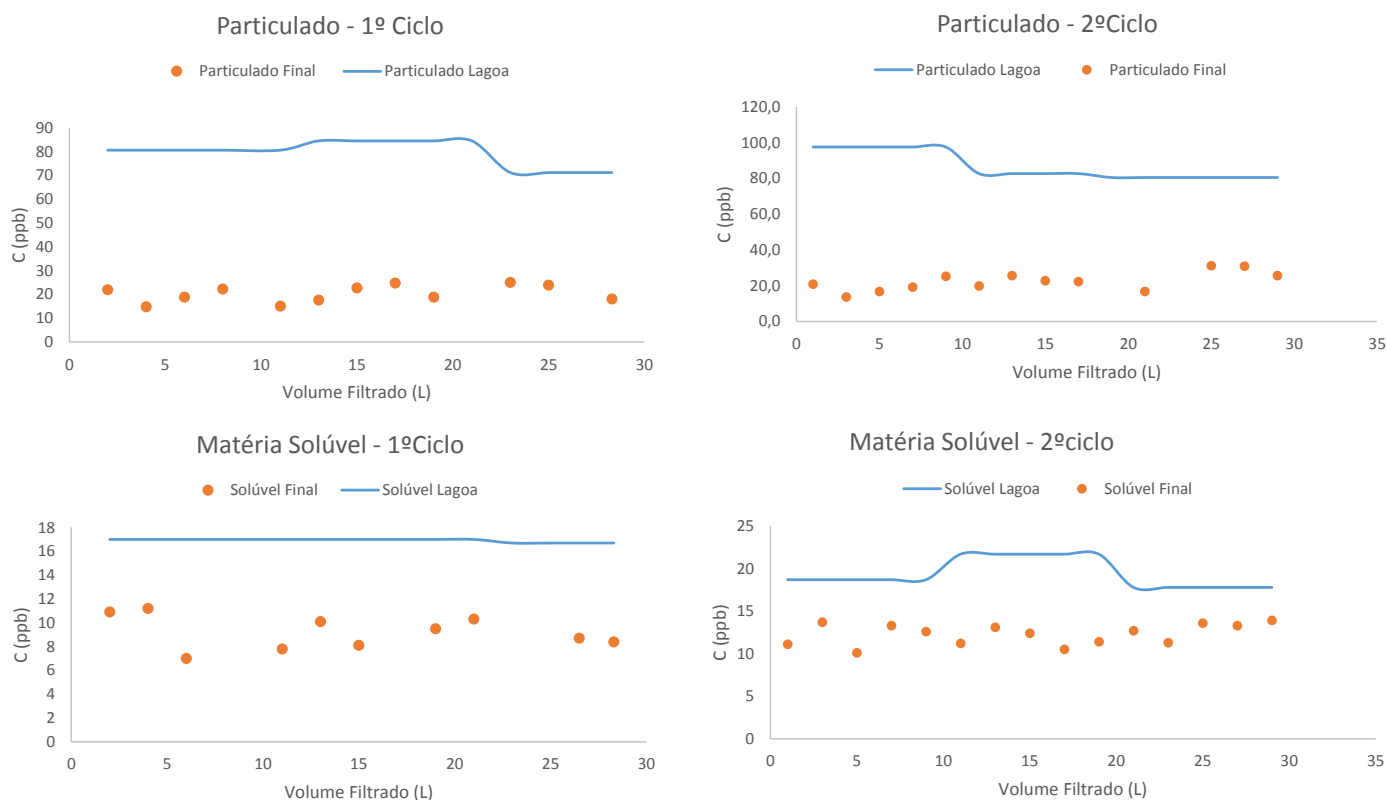 Particulado - 1º Ciclo
Particulado Final Particulado Lagoa
90
80
70
60
50
40
30
20
10
0
C (ppb)
0 5 10 15 20 25 30
Volume Filtrado (L)
Particulado - 2ºCiclo
Particulado Lagoa Particulado Final
120,0
100,0
80,0
60,0
40,0
20,0
0,0
C (ppb)
0 5 10 15 20 25 30 35
Volume Filtrado (L)
Matéria Solúvel - 1ºCiclo
Solúvel Final Solúvel Lagoa
18
16
14
12
10
8
6
4
2
0
C (ppb)
0 5 10 15 20 25 30
Volume Filtrado (L)
Matéria Solúvel - 2ºciclo
Solúvel Lagoa Solúvel Final
25
20
15
10
5
0
C (ppb)
0 5 10 15 20 25 30 35
Volume Filtrado (L)